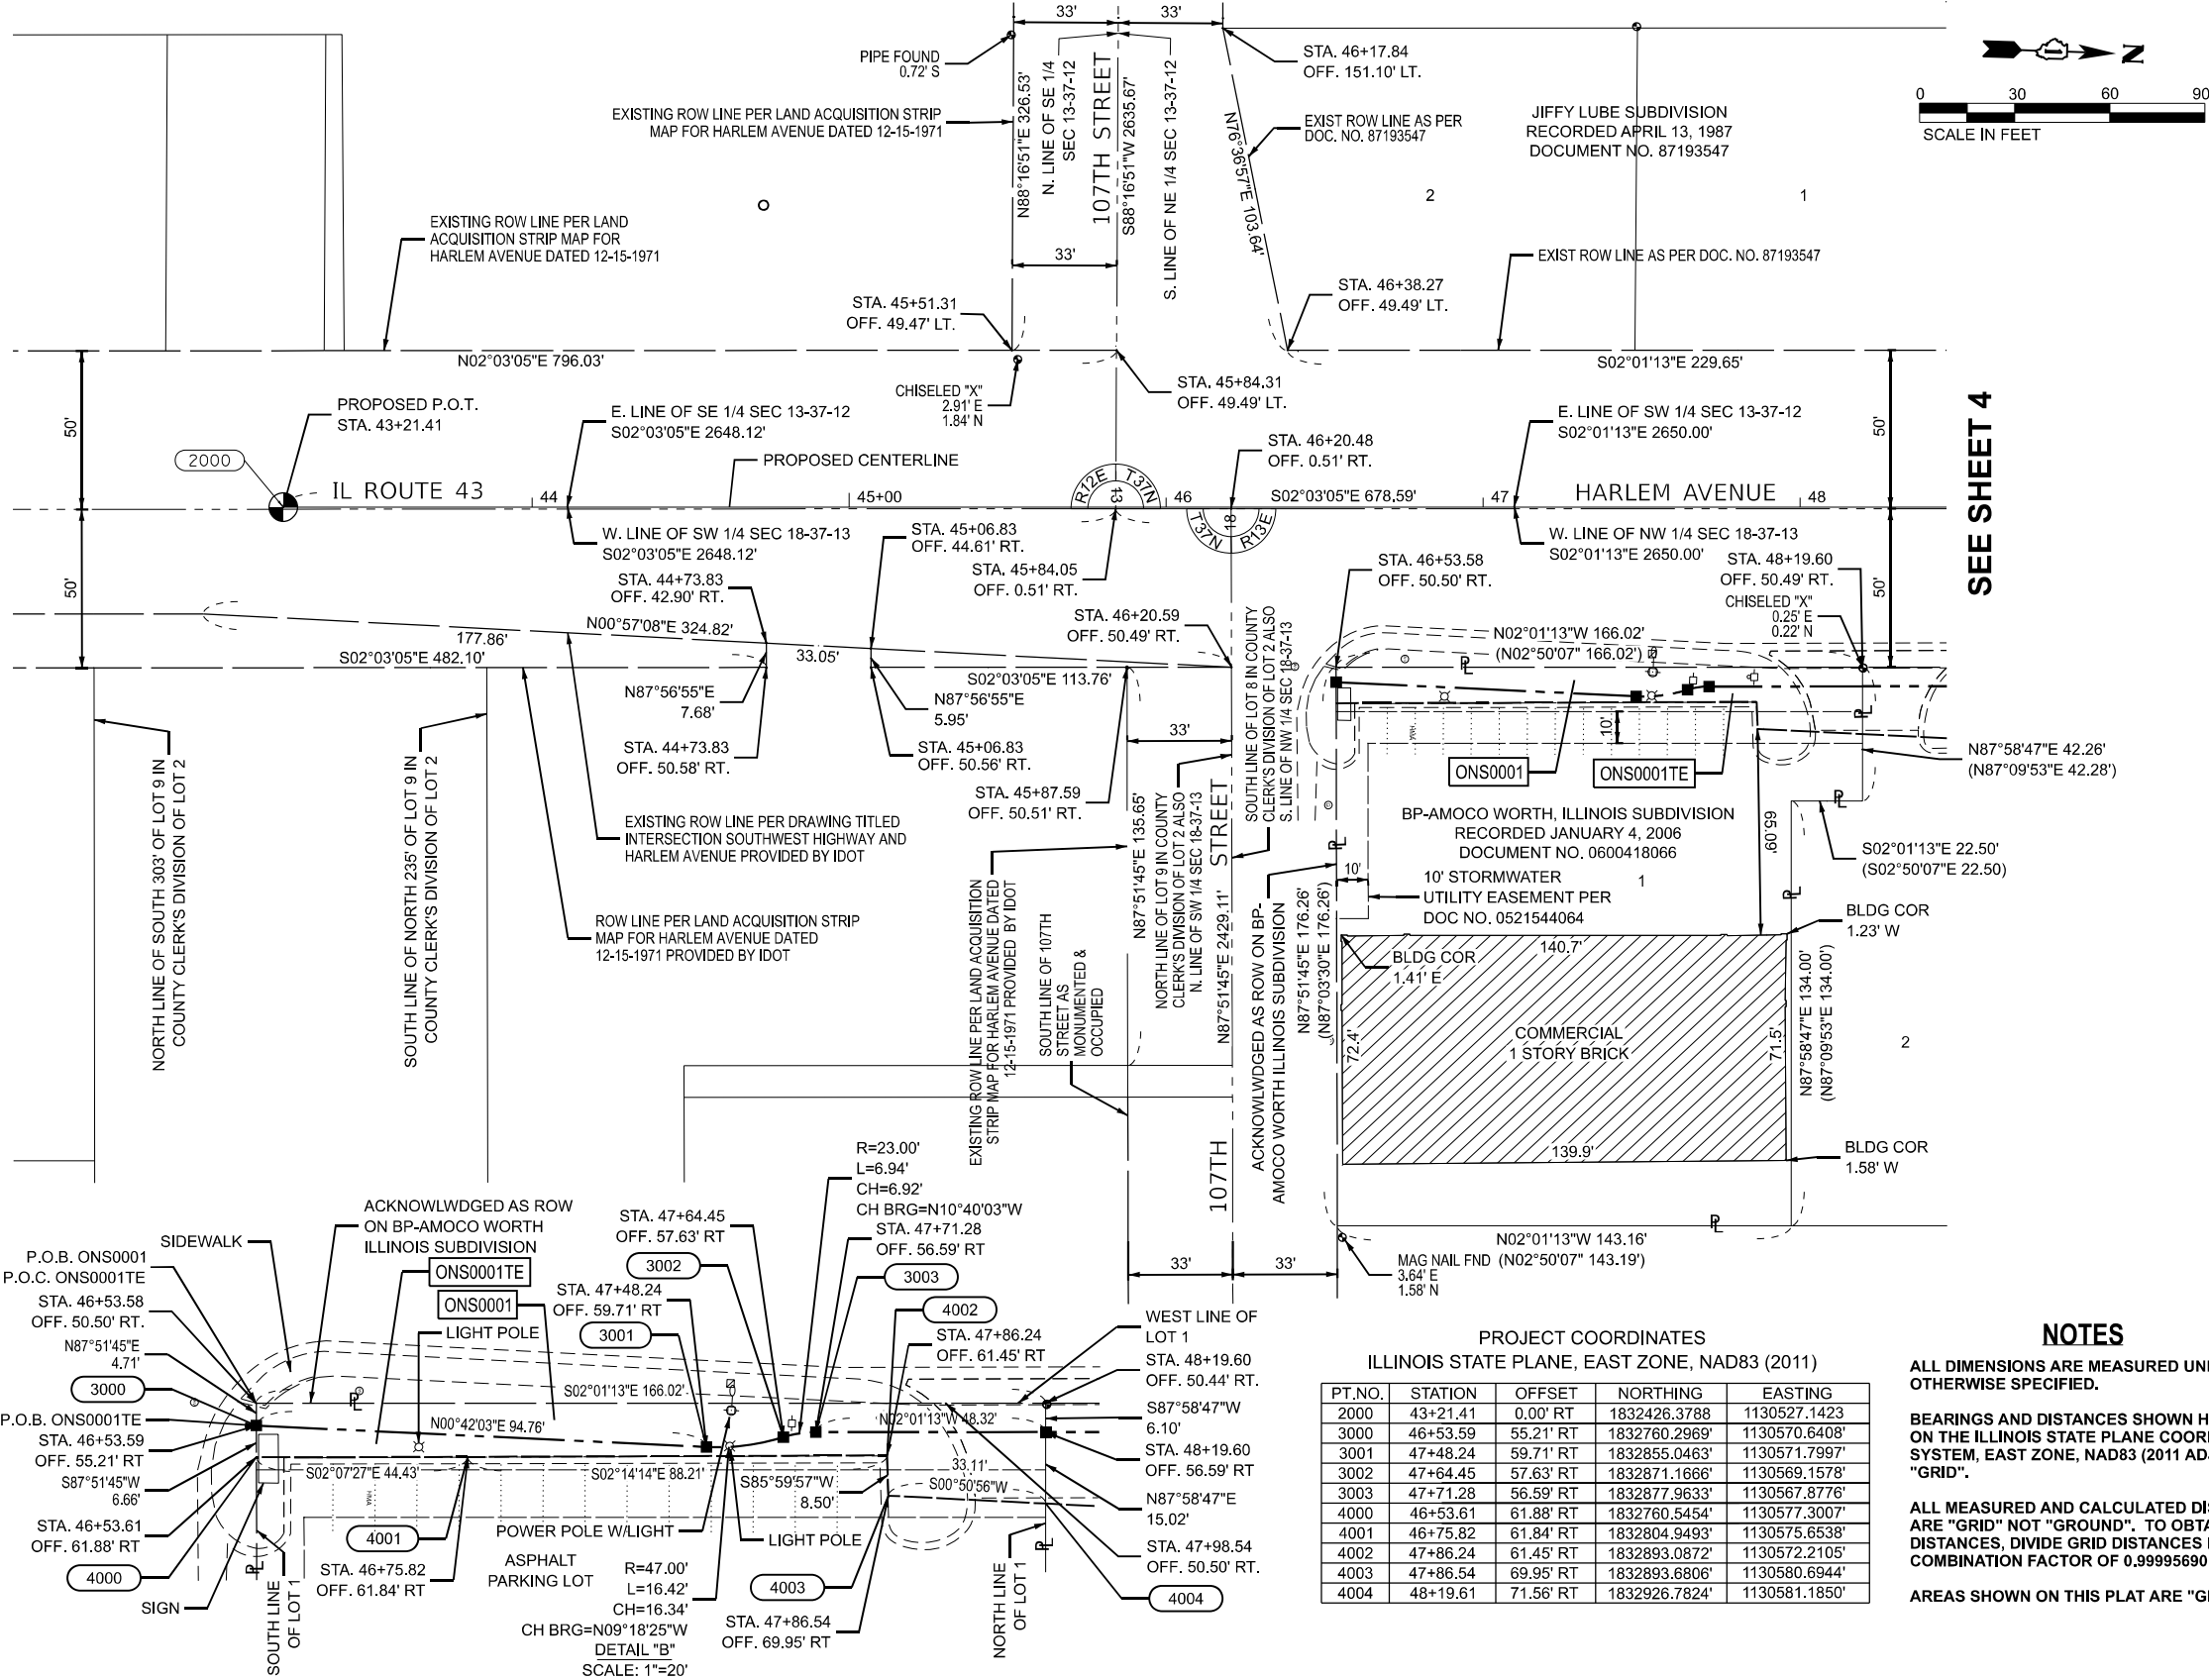 33'
33'
PIPE FOUND
0.72' S
STA. 46+17.84
OFF. 151.10' LT.
N
0 30 60 90
SCALE IN FEET
EXISTING ROW LINE PER LAND ACQUISITION STRIP
MAP FOR HARLEM AVENUE DATED 12-15-1971
N88°16'51"E 326.53'
N. LINE OF SE 1/4
SEC 13-37-12
107TH STREET
S88°16'51"W 2635.67'
S. LINE OF NE 1/4 SEC 13-37-12
N76°36'57"E 103.64'
EXIST ROW LINE AS PER
DOC. NO. 87193547
JIFFY LUBE SUBDIVISION
RECORDED APRIL 13, 1987
DOCUMENT NO. 87193547
2
1
EXISTING ROW LINE PER LAND
ACQUISITION STRIP MAP FOR
HARLEM AVENUE DATED 12-15-1971
33'
EXIST ROW LINE AS PER DOC. NO. 87193547
STA. 45+51.31
OFF. 49.47' LT.
STA. 46+38.27
OFF. 49.49' LT.
N02°03'05"E 796.03'
S02°01'13"E 229.65'
CHISELED "X"
2.91' E
1.84' N
STA. 45+84.31
OFF. 49.49' LT.
50'
PROPOSED P.O.T.
STA. 43+21.41
2000
E. LINE OF SE 1/4 SEC 13-37-12
S02°03'05"E 2648.12'
PROPOSED CENTERLINE
STA. 46+20.48
OFF. 0.51' RT.
E. LINE OF SW 1/4 SEC 13-37-12
S02°01'13"E 2650.00'
50'
SEE SHEET 4
IL ROUTE 43
44
45+00
R12E
T37N
13
46
S02°03'05"E 678.59'
47
HARLEM AVENUE
48
T37N
R13E
18
50'
W. LINE OF SW 1/4 SEC 18-37-13
S02°03'05"E 2648.12'
STA. 45+06.83
OFF. 44.61' RT.
STA. 45+84.05
OFF. 0.51' RT.
W. LINE OF NW 1/4 SEC 18-37-13
S02°01'13"E 2650.00'
STA. 46+53.58
OFF. 50.50' RT.
STA. 48+19.60
OFF. 50.49' RT.
CHISELED "X"
0.25' E
0.22' N
50'
STA. 44+73.83
OFF. 42.90' RT.
N00°57'08"E 324.82'
177.86'
S02°03'05"E 482.10'
33.05'
STA. 46+20.59
OFF. 50.49' RT.
S02°03'05"E 113.76'
N02°01'13"W 166.02'
(N02°50'07" 166.02')
PL
N87°56'55"E
7.68'
N87°56'55"E
5.95'
STA. 44+73.83
OFF. 50.58' RT.
STA. 45+06.83
OFF. 50.56' RT.
33'
STA. 45+87.59
OFF. 50.51' RT.
SOUTH LINE OF LOT 8 IN COUNTY
CLERK'S DIVISION OF LOT 2 ALSO
S. LINE OF NW 1/4 SEC 18-37-13
10'
HMA
ONS0001
ONS0001TE
PL
N87°58'47"E 42.26'
(N87°09'53"E 42.28')
PL
NORTH LINE OF SOUTH 303' OF LOT 9 IN
COUNTY CLERK'S DIVISION OF LOT 2
SOUTH LINE OF NORTH 235' OF LOT 9 IN
COUNTY CLERK'S DIVISION OF LOT 2
EXISTING ROW LINE PER DRAWING TITLED
INTERSECTION SOUTHWEST HIGHWAY AND
HARLEM AVENUE PROVIDED BY IDOT
ROW LINE PER LAND ACQUISITION STRIP
MAP FOR HARLEM AVENUE DATED
12-15-1971 PROVIDED BY IDOT
EXISTING ROW LINE PER LAND ACQUISITION
STRIP MAP FOR HARLEM AVENUE DATED
12-15-1971 PROVIDED BY IDOT
SOUTH LINE OF 107TH
STREET AS
MONUMENTED &
OCCUPIED
N87°51'45"E 135.65'
NORTH LINE OF LOT 9 IN COUNTY
CLERK'S DIVISION OF LOT 2 ALSO
N. LINE OF SW 1/4 SEC 18-37-13
N87°51'45"E 2429.11'
107TH STREET
ACKNOWLWDGED AS ROW ON BP-
AMOCO WORTH ILLINOIS SUBDIVISION
N87°51'45"E 176.26'
(N87°03'30"E 176.26')
PL
BP-AMOCO WORTH, ILLINOIS SUBDIVISION
RECORDED JANUARY 4, 2006
DOCUMENT NO. 0600418066
65.09'
S02°01'13"E 22.50'
(S02°50'07" 22.50)
10'
10' STORMWATER
UTILITY EASEMENT PER
DOC NO. 0521544064
1
PL
BLDG COR
1.23' W
BLDG COR
1.41' E
140.7'
72.4'
COMMERCIAL
1 STORY BRICK
71.5'
139.9'
N87°58'47"E 134.00'
(N87°09'53"E 134.00')
2
BLDG COR
1.58' W
PL
N02°01'13"W 143.16'
(N02°50'07" 143.19')
MAG NAIL FND
3.64' E
1.58' N
33'
33'
R=23.00'
L=6.94'
CH=6.92'
CH BRG=N10°40'03"W
ACKNOWLWDGED AS ROW
ON BP-AMOCO WORTH
ILLINOIS SUBDIVISION
SIDEWALK
P.O.B. ONS0001
P.O.C. ONS0001TE
STA. 46+53.58
OFF. 50.50' RT.
N87°51'45"E
4.71'
3000
P.O.B. ONS0001TE
STA. 46+53.59
OFF. 55.21' RT
S87°51'45"W
6.66'
STA. 46+53.61
OFF. 61.88' RT
4000
SIGN
ONS0001TE
ONS0001
LIGHT POLE
STA. 47+64.45
OFF. 57.63' RT
3002
STA. 47+48.24
OFF. 59.71' RT
3001
STA. 47+71.28
OFF. 56.59' RT
3003
4002
STA. 47+86.24
OFF. 61.45' RT
WEST LINE OF
LOT 1
STA. 48+19.60
OFF. 50.44' RT.
S87°58'47"W
6.10'
STA. 48+19.60
OFF. 56.59' RT
N87°58'47"E
15.02'
STA. 47+98.54
OFF. 50.50' RT.
4004
PL
S02°01'13"E 166.02'
N00°42'03"E 94.76'
N02°01'13"W 48.32'
S02°07'27"E 44.43'
S02°14'14"E 88.21'
S85°59'57"W
8.50'
33.11'
S00°50'56"W
HMA
4001
STA. 46+75.82
OFF. 61.84' RT
POWER POLE W/LIGHT
ASPHALT
PARKING LOT
LIGHT POLE
R=47.00'
L=16.42'
CH=16.34'
CH BRG=N09°18'25"W
4003
STA. 47+86.54
OFF. 69.95' RT
PL
SOUTH LINE
OF LOT 1
NORTH LINE
OF LOT 1
PL
DETAIL "B"
SCALE: 1"=20'
PROJECT COORDINATES
ILLINOIS STATE PLANE, EAST ZONE, NAD83 (2011)
PT.NO. STATION OFFSET NORTHING EASTING
2000 43+21.41 0.00' RT 1832426.3788 1130527.1423
3000 46+53.59 55.21' RT 1832760.2969' 1130570.6408'
3001 47+48.24 59.71' RT 1832855.0463' 1130571.7997'
3002 47+64.45 57.63' RT 1832871.1666' 1130569.1578'
3003 47+71.28 56.59' RT 1832877.9633' 1130567.8776'
4000 46+53.61 61.88' RT 1832760.5454' 1130577.3007'
4001 46+75.82 61.84' RT 1832804.9493' 1130575.6538'
4002 47+86.24 61.45' RT 1832893.0872' 1130572.2105'
4003 47+86.54 69.95' RT 1832893.6806' 1130580.6944'
4004 48+19.61 71.56' RT 1832926.7824' 1130581.1850'
NOTES
ALL DIMENSIONS ARE MEASURED UN
OTHERWISE SPECIFIED.
BEARINGS AND DISTANCES SHOWN H
ON THE ILLINOIS STATE PLANE COOR
SYSTEM, EAST ZONE, NAD83 (2011 AD
"GRID".
ALL MEASURED AND CALCULATED DI
ARE "GRID" NOT "GROUND". TO OBTA
DISTANCES, DIVIDE GRID DISTANCES
COMBINATION FACTOR OF 0.99995690
AREAS SHOWN ON THIS PLAT ARE "G